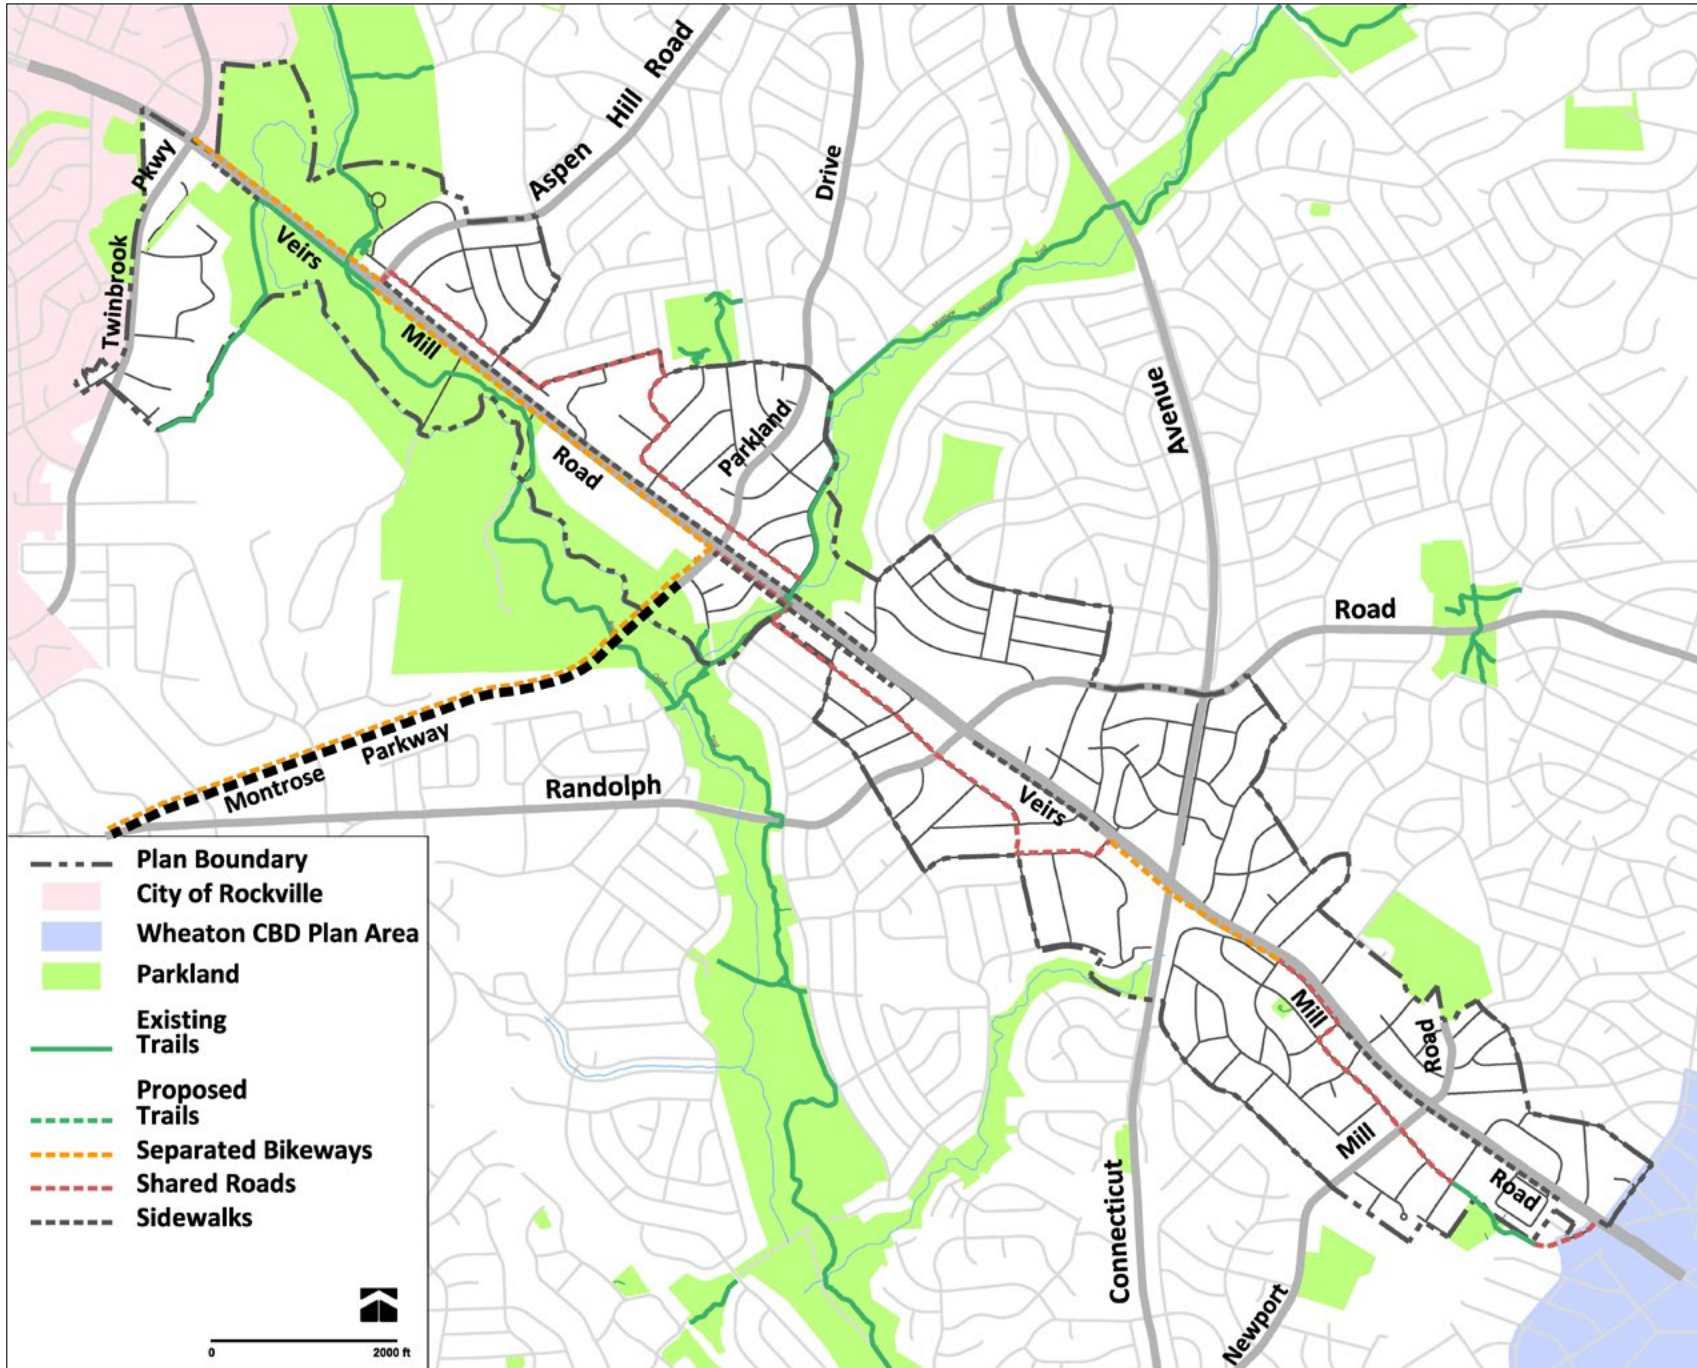 Aspen
Hill
Road
Drive
Pkwy
Twinbrook
Veirs
Mill
Road
Parkland
Avenue
Road
Montrose
Parkway
Randolph
Veirs
Mill
Road
Mill
Road
Connecticut
Newport
Plan Boundary
City of Rockville
Wheaton CBD Plan Area
Parkland
Existing
Trails
Proposed
Trails
Separated Bikeways
Shared Roads
Sidewalks
0
2000 ft